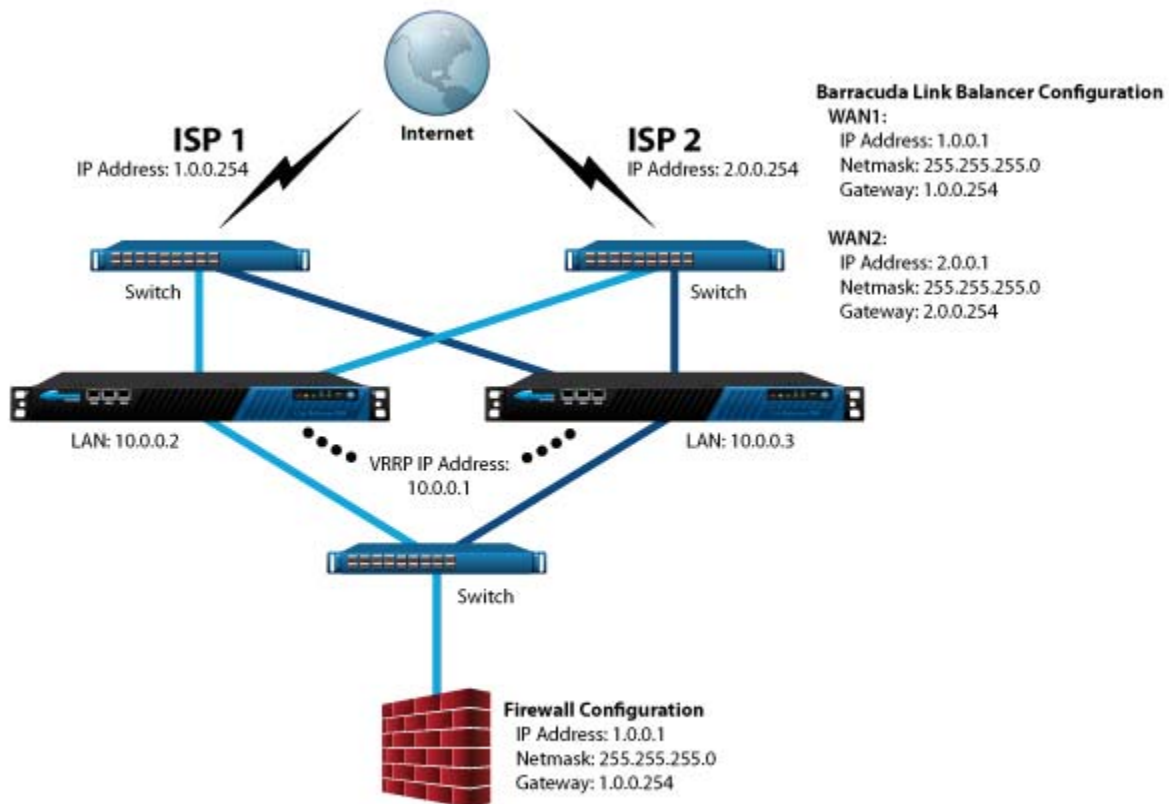 Internet
ISP 1
IP Address: 1.0.0.254
ISP 2
IP Address: 2.0.0.254
Barracuda Link Balancer Configuration
WAN1:
IP Address: 1.0.0.1
Netmask: 255.255.255.0
Gateway: 1.0.0.254
WAN2:
IP Address: 2.0.0.1
Netmask: 255.255.255.0
Gateway: 2.0.0.254
Switch
Switch
LAN: 10.0.0.2
LAN: 10.0.0.3
VRRP IP Address:
10.0.0.1
Switch
Firewall Configuration
IP Address: 1.0.0.1
Netmask: 255.255.255.0
Gateway: 1.0.0.254